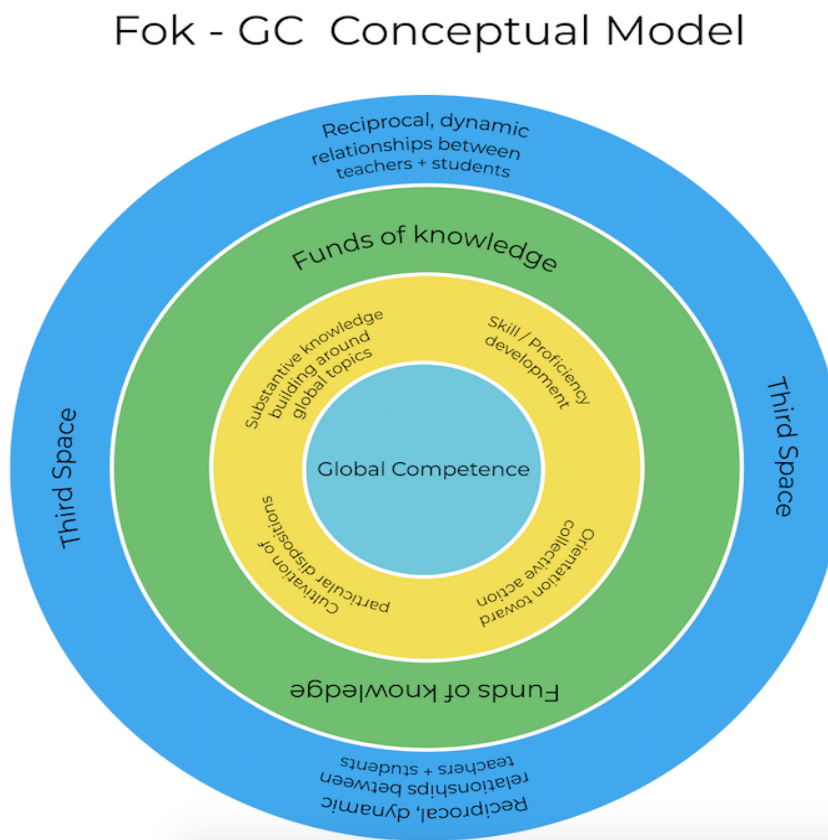 Fok - GC Conceptual Model
Reciprocal, dynamic
relationships between
teachers + students
Funds of knowledge
Substantive knowledge
building around
global topics
Skill / Proficiency
development
Third Space
Global Competence
Third Space
Cultivation of
particular dispositions
Orientation toward
collective action
Funds of knowledge
Reciprocal, dynamic
relationships between
teachers + students